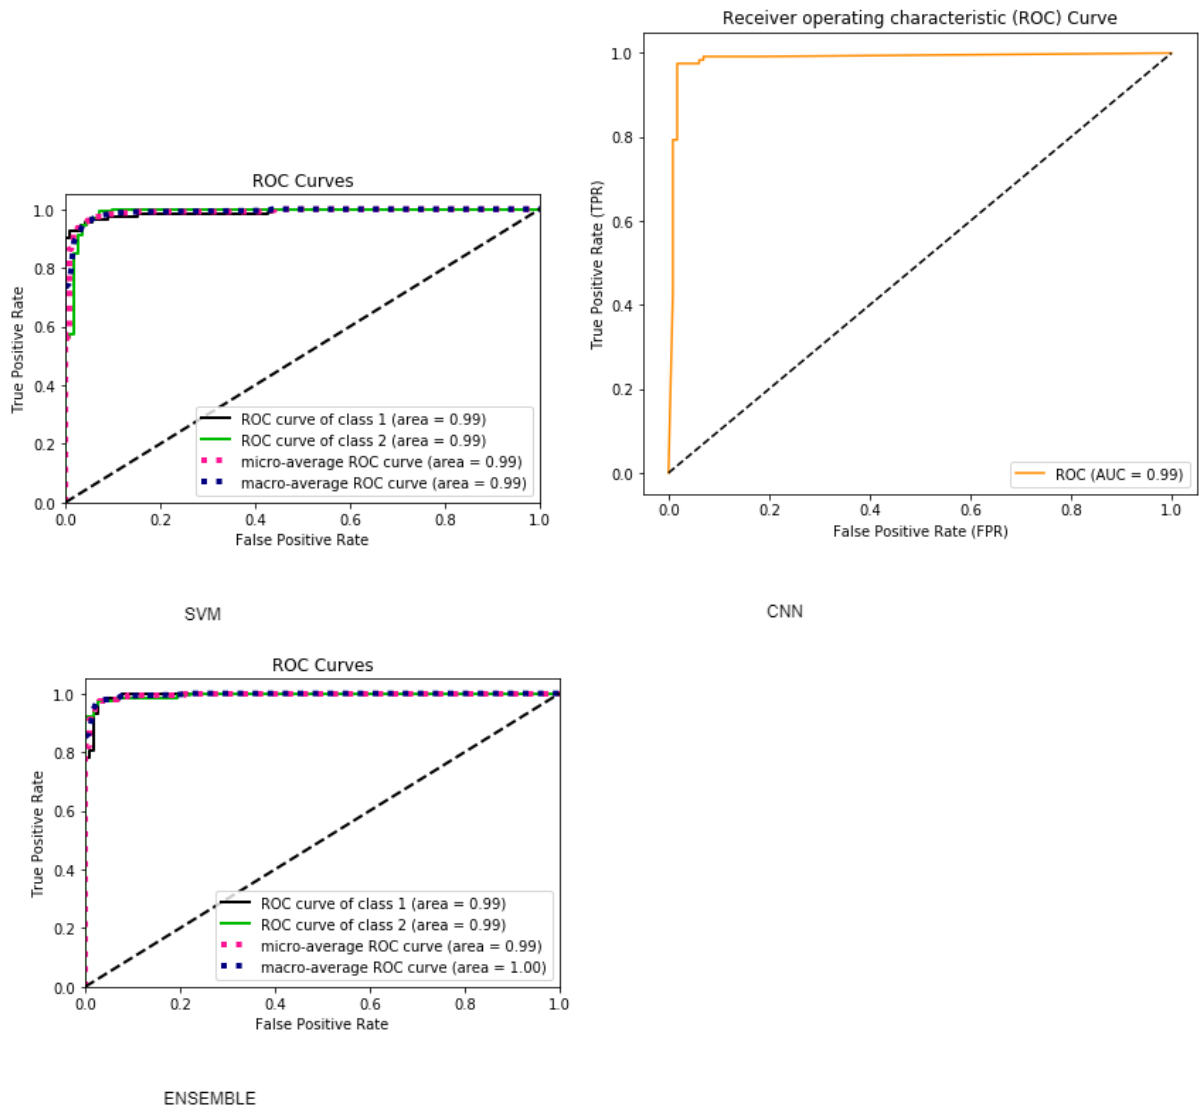 Receiver operating characteristic (ROC) Curve
1.0
0.8
0.6
0.4
0.2
0.0
True Positive Rate (TPR)
ROC (AUC = 0.99)
0.0 0.2 0.4 0.6 0.8 1.0
False Positive Rate (FPR)
CNN
ROC Curves
1.0
0.8
0.6
0.4
0.2
0.0
True Positive Rate
ROC curve of class 1 (area = 0.99)
ROC curve of class 2 (area = 0.99)
micro-average ROC curve (area = 0.99)
macro-average ROC curve (area = 0.99)
0.0 0.2 0.4 0.6 0.8 1.0
False Positive Rate
SVM
ROC Curves
1.0
0.8
0.6
0.4
0.2
0.0
True Positive Rate
ROC curve of class 1 (area = 0.99)
ROC curve of class 2 (area = 0.99)
micro-average ROC curve (area = 0.99)
macro-average ROC curve (area = 1.00)
0.0 0.2 0.4 0.6 0.8 1.0
False Positive Rate
ENSEMBLE